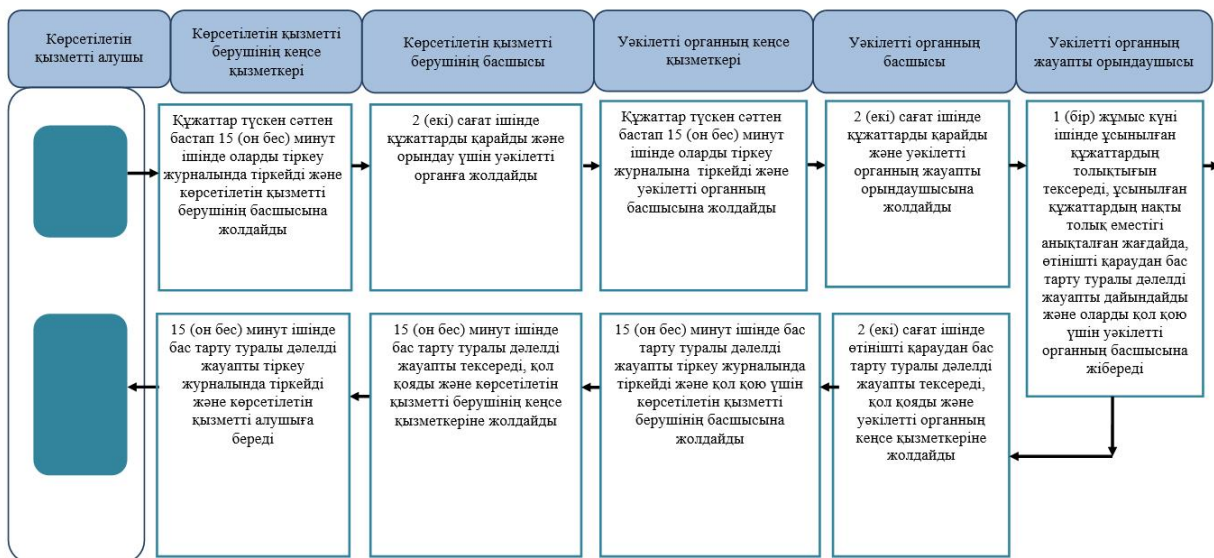 Көрсетілетін
қызметті алушы
Көрсетілетін қызметті
берушінің кеңсе
қызметкері
Көрсетілетін қызметті
берушінің басшысы
Уәкілетті органның кеңсе
қызметкері
Уәкілетті органның
басшысы
Уәкілетті органның
жауапты орындаушысы
Құжаттар түскен сәттен
бастап 15 (он бес) минут
ішінде оларды тіркеу
журналында тіркейді және
көрсетілетін қызметті
берушінің басшысына
жолдайды
2 (екі) сағат ішінде
құжаттарды қарайды және
орындау үшін уәкілетті
органға жолдайды
Құжаттар түскен сәттен
бастап 15 (он бес) минут
ішінде оларды тіркеу
журналына  тіркейді және
уәкілетті органның
басшысына жолдайды
2 (екі) сағат ішінде
құжаттарды қарайды
және уәкілетті
органның жауапты
орындаушысына
жолдайды
1 (бір) жұмыс күні
ішінде ұсынылған
құжаттардың
толықтығын
тексереді, ұсынылған
құжаттардың нақты
толық еместігі
анықталған жағдайда,
өтінішті қараудан бас
тарту туралы дәлелді
жауапты дайындайды
және оларды қол қою
үшін уәкілетті
органның басшысына
жібереді
15 (он бес) минут ішінде
бас тарту туралы дәлелді
жауапты тіркеу
журналында тіркейді
және көрсетілетін
қызметті алушыға
береді
15 (он бес) минут ішінде
бас тарту туралы дәлелді
жауапты тексереді, қол
қояды және көрсетілетін
қызметті берушінің кеңсе
қызметкеріне жолдайды
15 (он бес) минут ішінде бас
тарту туралы дәлелді
жауапты тіркеу журналында
тіркейді және қол қою үшін
көрсетілетін қызметті
берушінің басшысына
жолдайды
2 (екі) сағат ішінде
өтінішті қараудан бас
тарту туралы дәлелді
жауапты тексереді,
қол қояды және
уәкілетті органның
кеңсе қызметкеріне
жолдайды